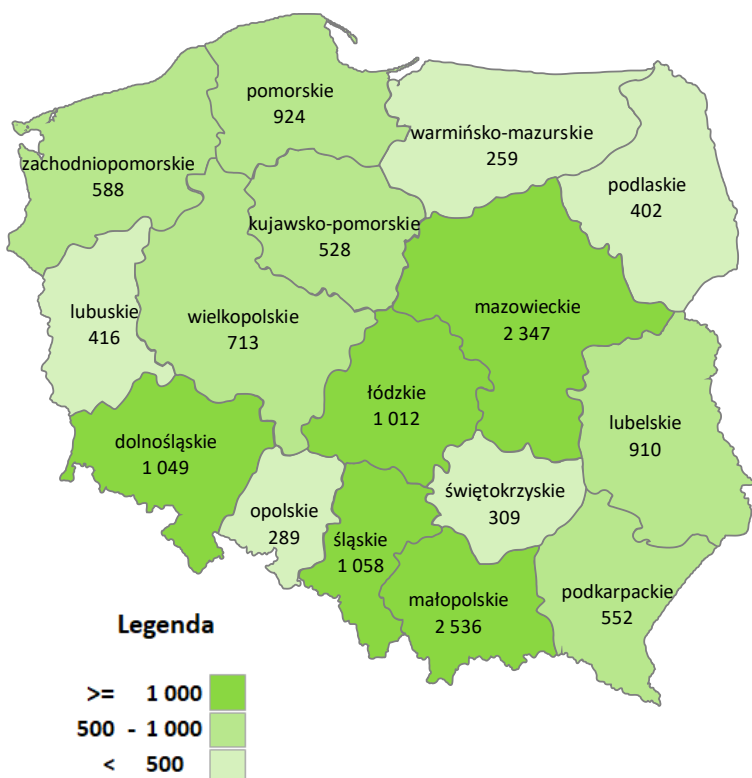 pomorskie
924
warmińsko-mazurskie
259
zachodniopomorskie
588
podlaskie
402
kujawsko-pomorskie
528
lubuskie
416
wielkopolskie
713
mazowieckie
2 347
łódzkie
1 012
lubelskie
910
dolnośląskie
1 049
opolskie
289
śląskie
1 058
świętokrzyskie
309
małopolskie
2 536
podkarpackie
552
Legenda
>= 1 000
500 - 1 000
< 500